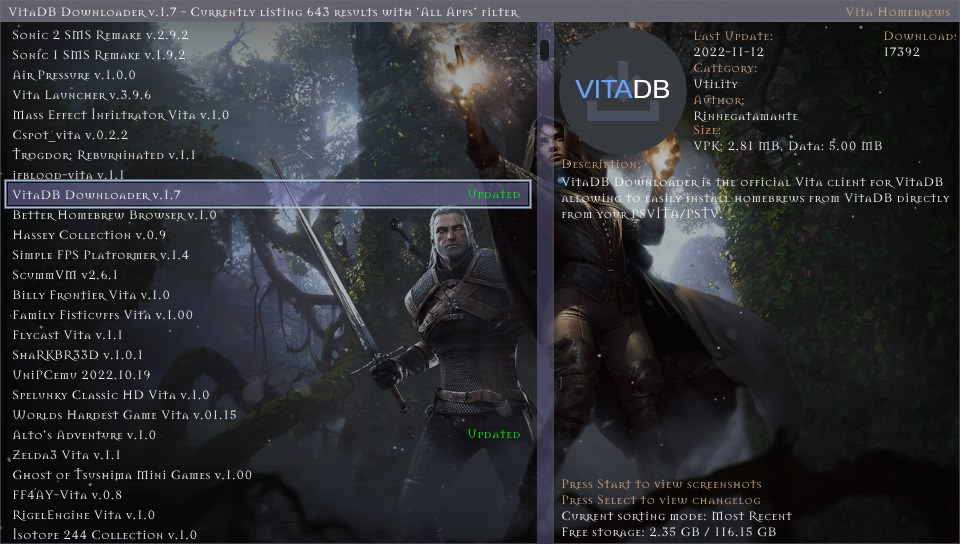 VitaDB Downloader v.1.7 - Currently listing 643 results with 'All Apps' filter
Vita Homebrews
Sonic 2 SMS Remake v.2.9.2
Sonic 1 SMS Remake v.1.9.2
Air Pressure v.1.0.0
Vita Launcher v.3.9.6
Mass Effect Infiltrator Vita v.1.0
Cspot_vita v.0.2.2
Trogdor: Reburninated v.1.1
jfblood-vita v.1.1
VitaDB Downloader v.1.7 Updated
Better Homebrew Browser v.1.0
Hassey Collection v.0.9
Simple FPS Platformer v.1.4
ScummVM v2.6.1
Billy Frontier Vita v.1.0
Family Fisticuffs Vita v.1.00
Flycast Vita v.1.1
ShaRKBR33D v.1.0.1
UniPCemu 2022.10.19
Spelunky Classic HD Vita v.1.0
Worlds Hardest Game Vita v.01.15
Alto's Adventure v.1.0 Updated
Zelda3 Vita v.1.1
Ghost of Tsushima Mini Games v.1.00
FF4AY-Vita v.0.8
RigelEngine Vita v.1.0
Isotope 244 Collection v.1.0
VITADB
Last Update:
2022-11-12
Download:
17392
Category:
Utility
Author:
Rinnegatamante
Size:
VPK: 2.81 MB, Data: 5.00 MB
Description:
VitaDB Downloader is the official Vita client for VitaDB
allowing to easily install homebrews from VitaDB directly
from your PSVITA/PSTV.
Press Start to view screenshots
Press Select to view changelog
Current sorting mode: Most Recent
Free storage: 2.35 GB / 116.15 GB